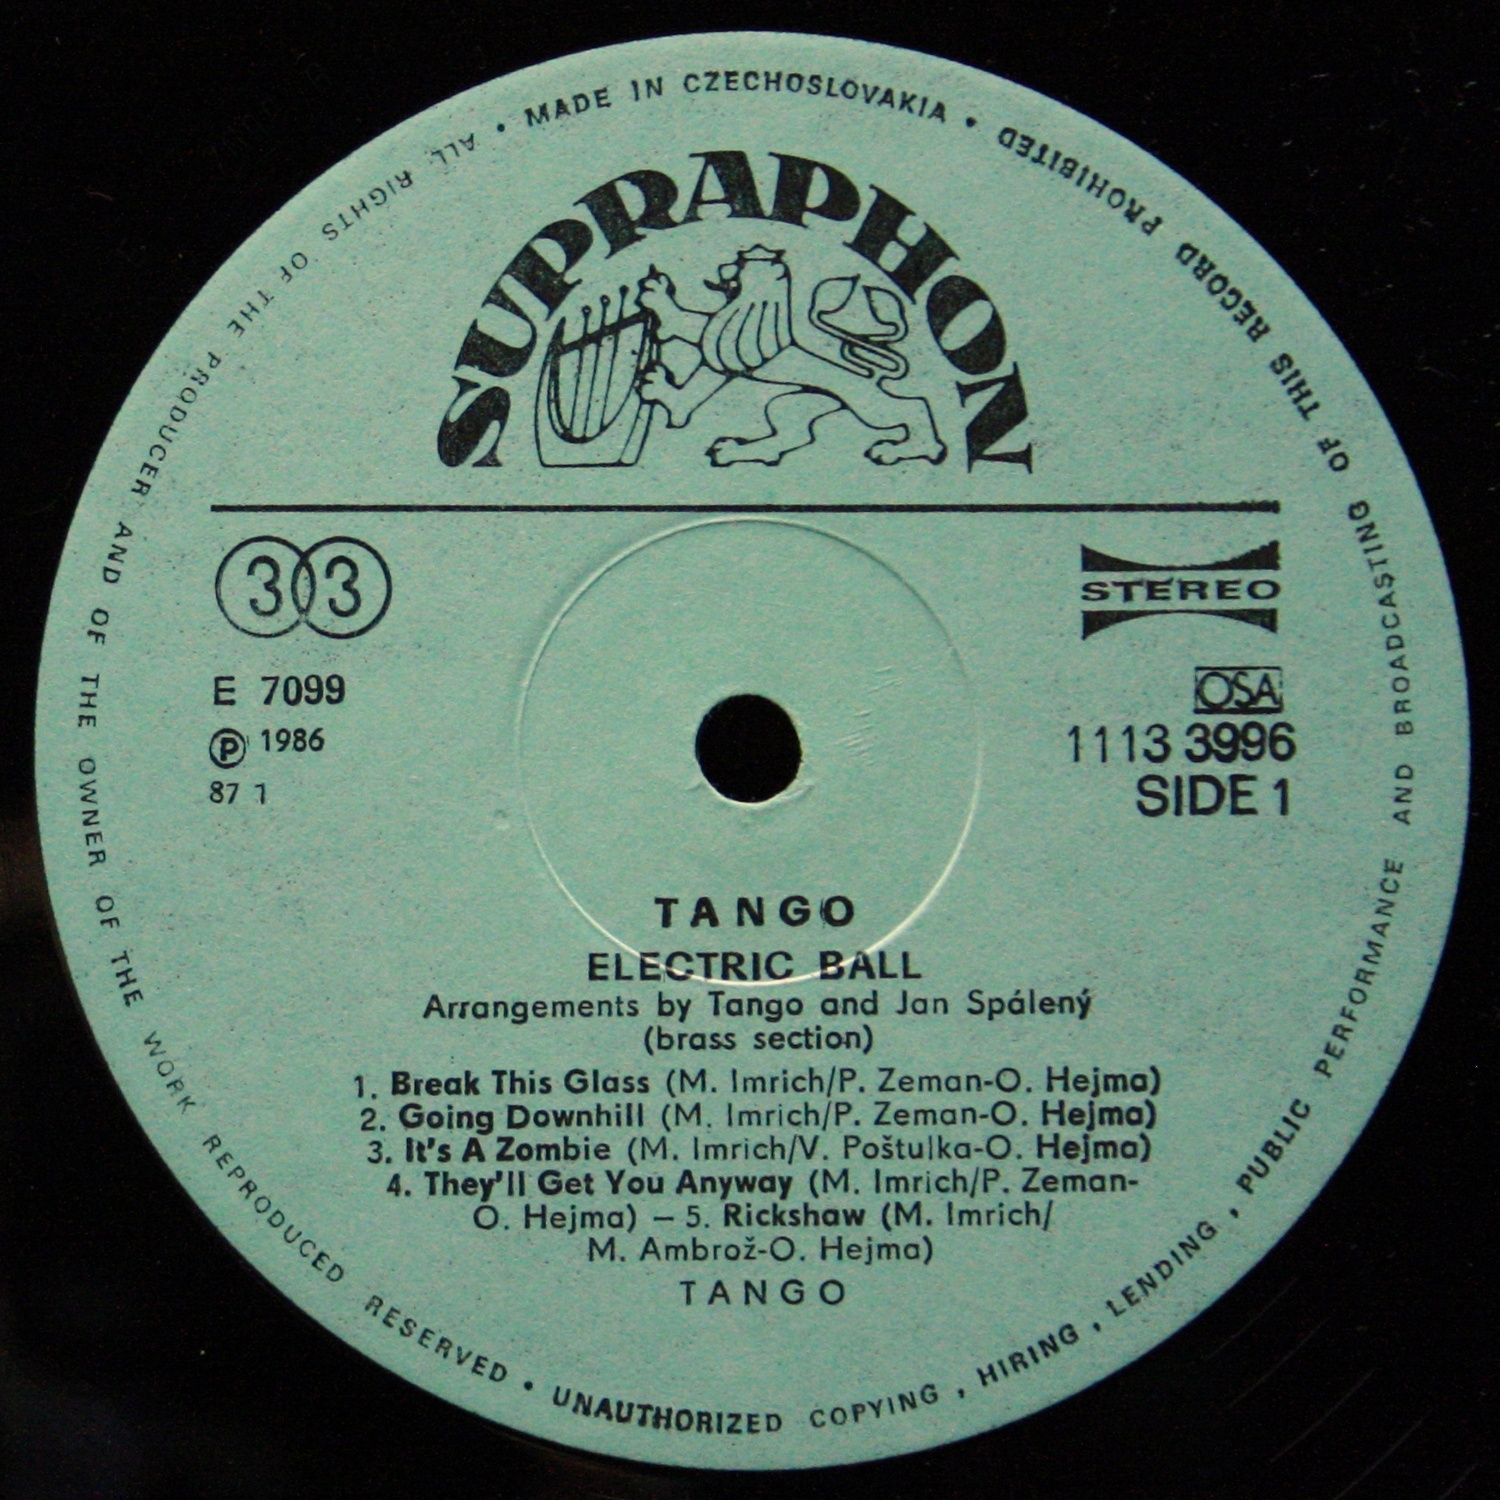 • MADE IN CZECHOSLOVAKIA •
SUPRAPHON
33
STEREO
E 7099
OSA
℗ 1986
1113 3996
87 1
SIDE 1
TANGO
ELECTRIC BALL
Arrangements by Tango and Jan Spálený
(brass section)
1. Break This Glass (M. Imrich/P. Zeman-O. Hejma)
2. Going Downhill (M. Imrich/P. Zeman-O. Hejma)
3. It's A Zombie (M. Imrich/V. Poštulka-O. Hejma)
4. They'll Get You Anyway (M. Imrich/P. Zeman-
O. Hejma) – 5. Rickshaw (M. Imrich/
M. Ambrož-O. Hejma)
TANGO
ALL RIGHTS OF THE PRODUCER AND OF THE OWNER OF THE WORK REPRODUCED RESERVED • UNAUTHORIZED COPYING , HIRING , LENDING , PUBLIC PERFORMANCE AND BROADCASTING OF THIS RECORD PROHIBITED